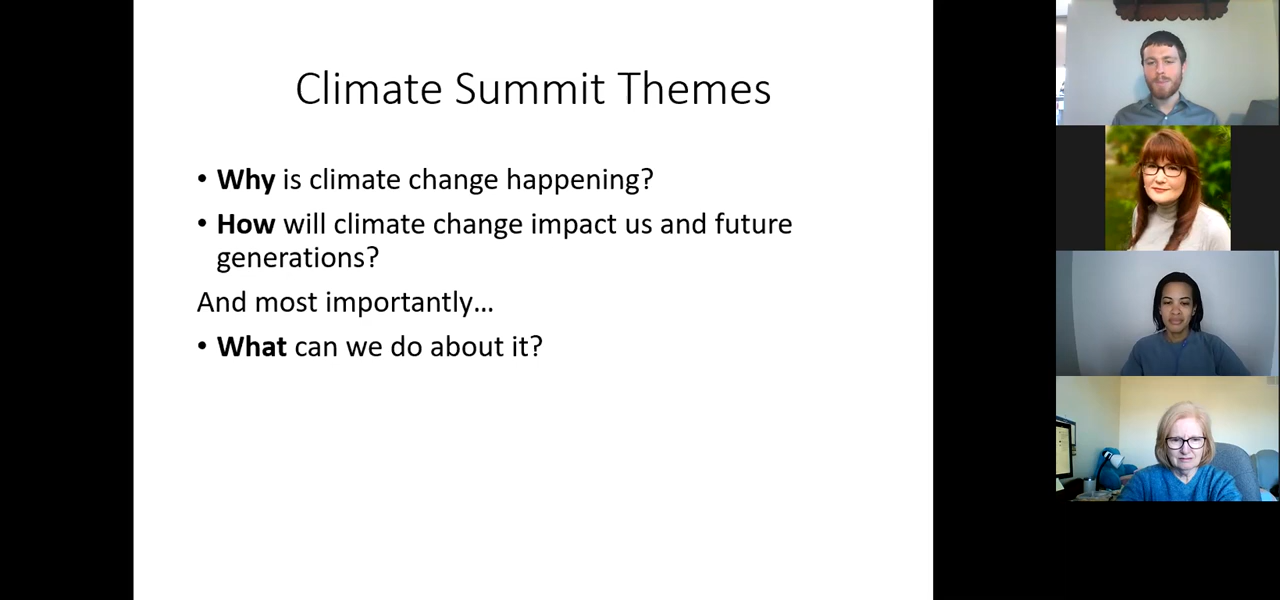 Climate Summit Themes
• Why is climate change happening?
• How will climate change impact us and future
generations?
And most importantly…
• What can we do about it?